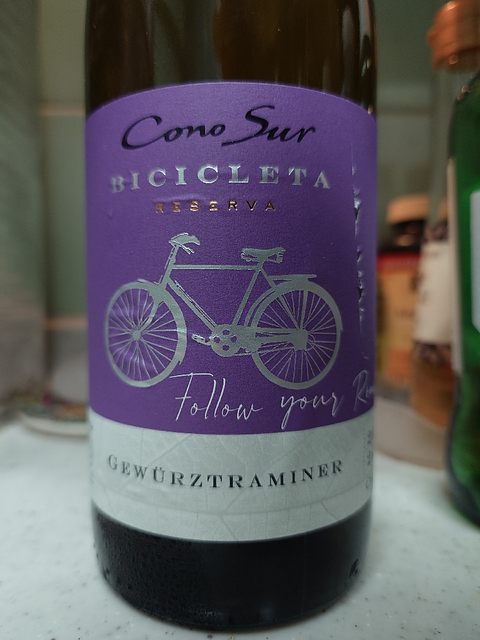 Cono Sur
BICICLETA
RESERVA
Follow your
GEWÜRZTRAMINER